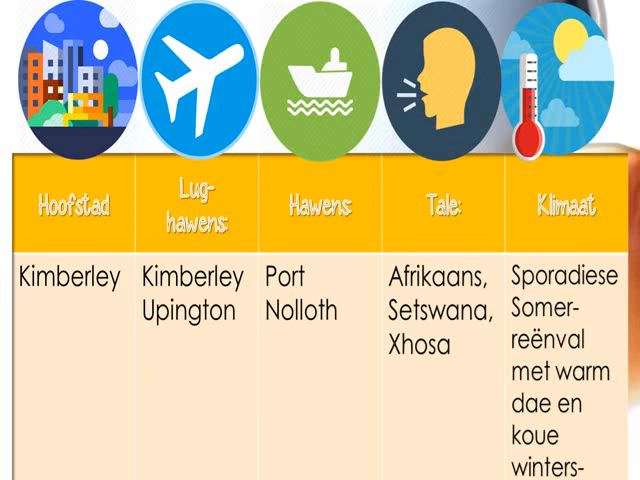 Hoofstad
Lug-
hawens:
Hawens:
Tale:
Klimaat
Kimberley
Kimberley
Upington
Port
Nolloth
Afrikaans,
Setswana,
Xhosa
Sporadiese
Somer-
reënval
met warm
dae en
koue
winters-